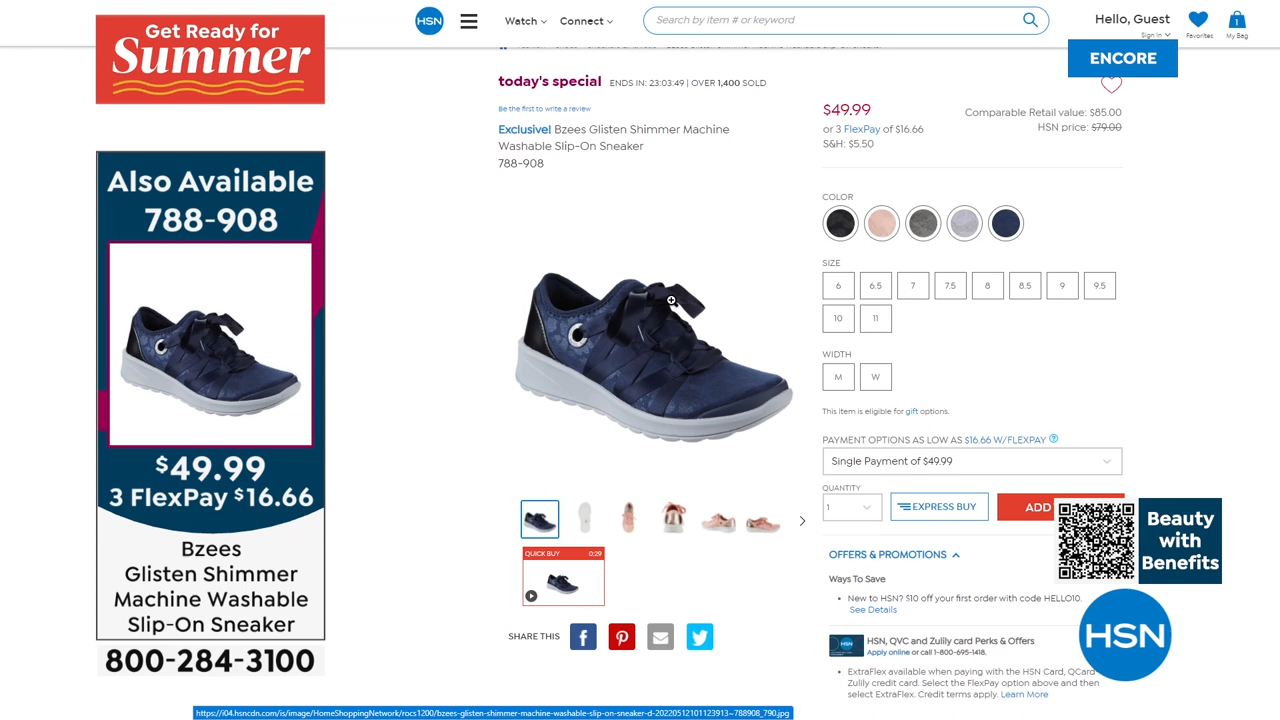 Get Ready for
Summer
Also Available
788-908
$49.99
3 FlexPay $16.66
Bzees
Glisten Shimmer
Machine Washable
Slip-On Sneaker
800-284-3100
HSN
Watch
Connect
Search by item # or keyword
Hello, Guest
Sign in
Favorites
1
My Bag
ENCORE
today's special ENDS IN: 23:03:49 | OVER 1,400 SOLD
Be the first to write a review
Exclusive! Bzees Glisten Shimmer Machine
Washable Slip-On Sneaker
788-908
$49.99
or 3 FlexPay of $16.66
S&H: $5.50
Comparable Retail value: $85.00
HSN price: $79.00
COLOR
SIZE
6 6.5 7 7.5 8 8.5 9 9.5
10 11
WIDTH
M W
This item is eligible for gift options.
PAYMENT OPTIONS AS LOW AS $16.66 W/FLEXPAY
Single Payment of $49.99
QUANTITY
1
EXPRESS BUY
ADD
QUICK BUY 0:29
SHARE THIS
OFFERS & PROMOTIONS
Ways To Save
• New to HSN? $10 off your first order with code HELLO10.
See Details
HSN, QVC and Zulily card Perks & Offers
Apply online or call 1-800-695-1418.
• ExtraFlex available when paying with the HSN Card, QCard
Zulily credit card. Select the FlexPay option above and then
select ExtraFlex. Credit terms apply. Learn More
Beauty
with
Benefits
HSN
https://i04.hsncdn.com/is/image/HomeShoppingNetwork/rocs1200/bzees-glisten-shimmer-machine-washable-slip-on-sneaker-d-20220512101123913~788908_790.jpg